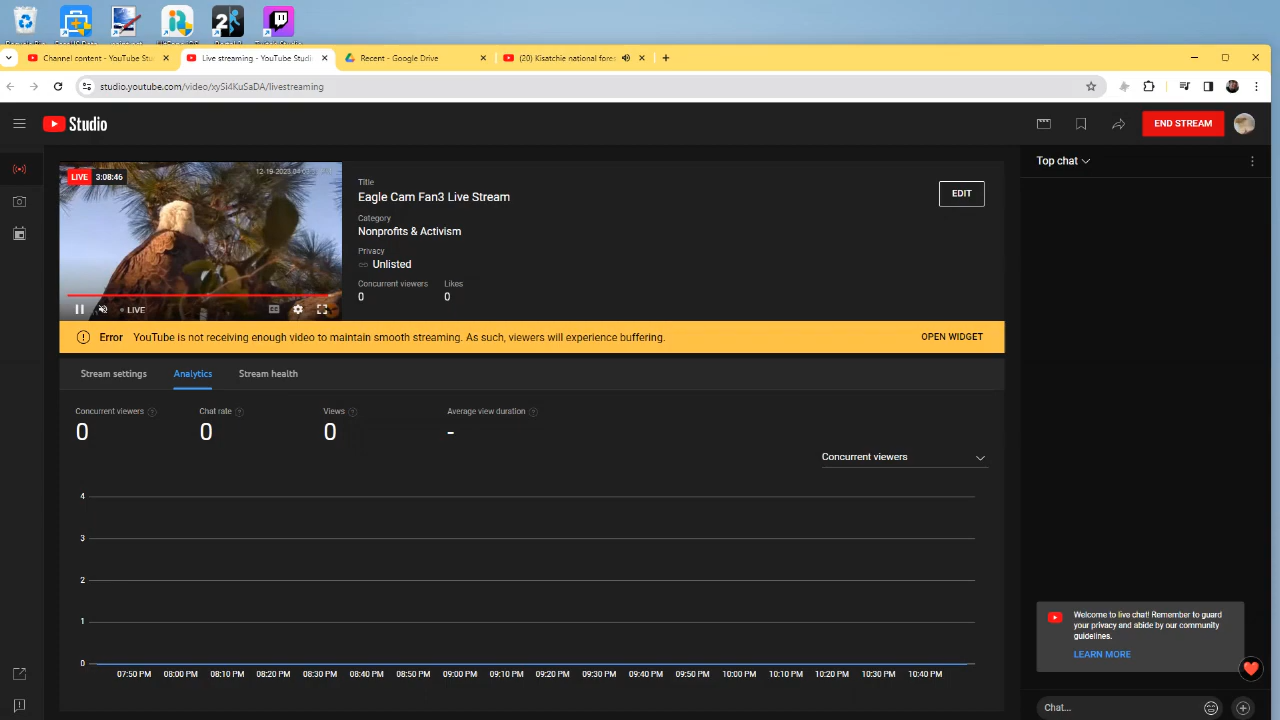 Channel content - YouTube Stu
Live streaming - YouTube Studi
Recent - Google Drive
(20) Kisatchie national fores
studio.youtube.com/video/xySi4KuSaDA/livestreaming
Studio
END STREAM
LIVE 3:08:46
12-19-2023
LIVE
Title
Eagle Cam Fan3 Live Stream
Category
Nonprofits & Activism
Privacy
Unlisted
Concurrent viewers Likes
0 0
EDIT
Error YouTube is not receiving enough video to maintain smooth streaming. As such, viewers will experience buffering. OPEN WIDGET
Stream settings Analytics Stream health
Concurrent viewers Chat rate Views Average view duration
0 0 0 -
Concurrent viewers
4
3
2
1
0
07:50 PM 08:00 PM 08:10 PM 08:20 PM 08:30 PM 08:40 PM 08:50 PM 09:00 PM 09:10 PM 09:20 PM 09:30 PM 09:40 PM 09:50 PM 10:00 PM 10:10 PM 10:20 PM 10:30 PM 10:40 PM
Top chat
Welcome to live chat! Remember to guard
your privacy and abide by our community
guidelines.
LEARN MORE
Chat...